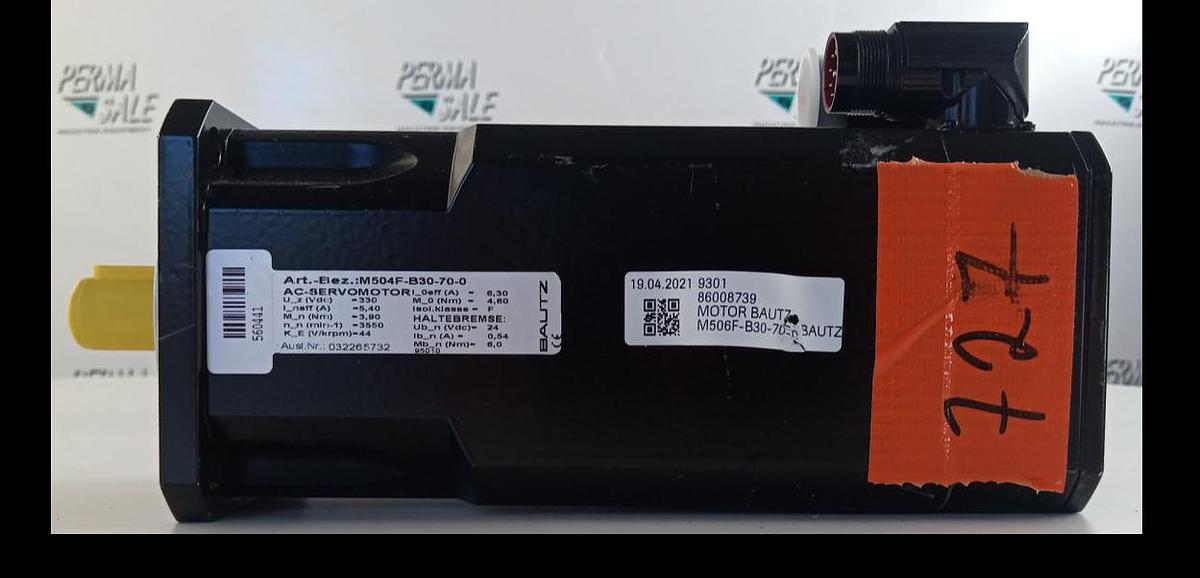 PERMA
SALE
PERMA
SALE
PERMA
SALE
560441
Art.-Bez.:M504F-B30-70-0
AC-SERVOMOTOR
U_z (Vdc) =330
I_neff (A) =5,40
M_n (Nm) =3,90
n_n (min-1) =3550
K_E (V/krpm)=44
Ausl.Nr.: 032265732
I_0eff (A) = 6,30
M_0 (Nm) = 4,60
Isol.klasse = F
HALTEBREMSE:
Ub_n (Vdc)= 24
Ib_n (A) = 0,54
Mb_n (Nm)= 6,0
95010
BAUTZ
CE
19.04.2021 9301
86008739
MOTOR BAUTZ
M506F-B30-70- BAUTZ
727